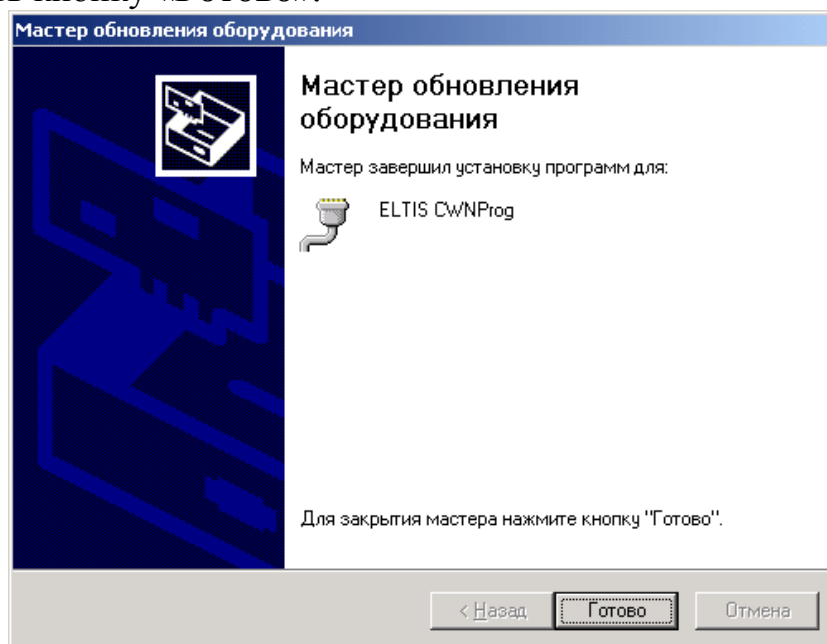 кнопку
Мастер обновления оборудования
Мастер обновления
оборудования
Мастер завершил установку программ для:
ELTIS CWNProg
Для закрытия мастера нажмите кнопку "Готово".
< Назад
Готово
Отмена